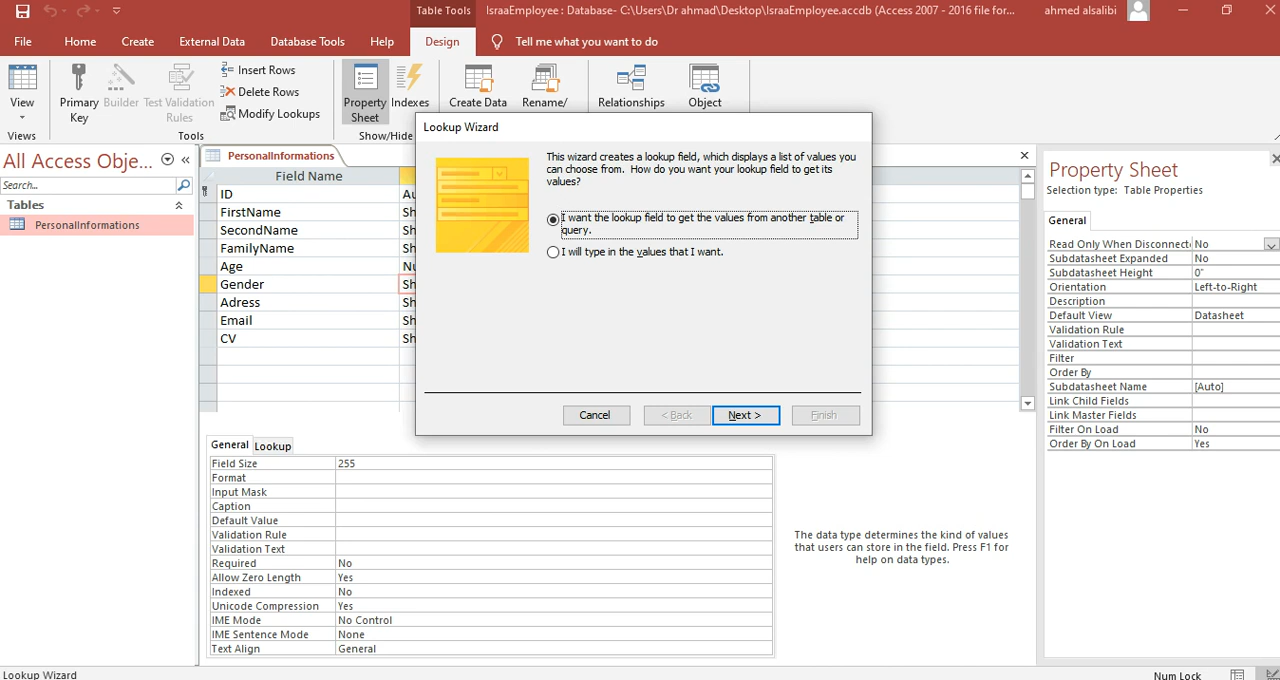 Table Tools
IsraaEmployee : Database- C:\Users\Dr ahmad\Desktop\IsraaEmployee.accdb (Access 2007 - 2016 file for...
ahmed alsalibi
File
Home
Create
External Data
Database Tools
Help
Design
Tell me what you want to do
View
Primary Key
Builder
Test Validation Rules
Insert Rows
Delete Rows
Modify Lookups
Property Sheet
Indexes
Create Data
Rename/
Relationships
Object
Views
Tools
Show/Hide
All Access Obje...
Search...
Tables
PersonalInformations
PersonalInformations
Field Name
ID
Au
FirstName
Sh
SecondName
Sh
FamilyName
Sh
Age
Nu
Gender
Sh
Adress
Sh
Email
Sh
CV
Sh
Lookup Wizard
This wizard creates a lookup field, which displays a list of values you
can choose from. How do you want your lookup field to get its
values?
I want the lookup field to get the values from another table or
query.
I will type in the values that I want.
Cancel
< Back
Next >
Finish
General
Lookup
Field Size 255
Format
Input Mask
Caption
Default Value
Validation Rule
Validation Text
Required No
Allow Zero Length Yes
Indexed No
Unicode Compression Yes
IME Mode No Control
IME Sentence Mode None
Text Align General
The data type determines the kind of values
that users can store in the field. Press F1 for
help on data types.
Property Sheet
Selection type: Table Properties
General
Read Only When Disconnect No
Subdatasheet Expanded No
Subdatasheet Height 0"
Orientation Left-to-Right
Description
Default View Datasheet
Validation Rule
Validation Text
Filter
Order By
Subdatasheet Name [Auto]
Link Child Fields
Link Master Fields
Filter On Load No
Order By On Load Yes
Lookup Wizard
Num Lock